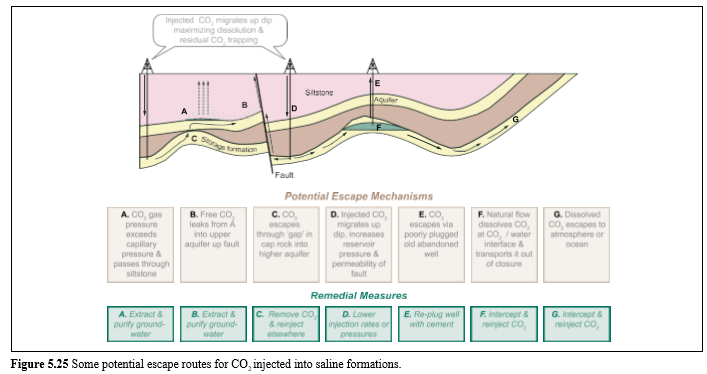 Injected CO₂ migrates up dip
maximizing dissolution &
residual CO₂ trapping
E
Siltstone
A
B
D
Aquifer
F
G
C
Storage formation
Fault
Potential Escape Mechanisms
A. CO₂ gas
pressure
exceeds
capillary
pressure &
passes through
siltstone
B. Free CO₂
leaks from A
into upper
aquifer up fault
C. CO₂
escapes
through 'gap' in
cap rock into
higher aquifer
D. Injected CO₂
migrates up
dip, increases
reservoir
pressure &
permeability of
fault
E. CO₂
escapes via
poorly plugged
old abandoned
well
F. Natural flow
dissolves CO₂
at CO₂ / water
interface &
transports it out
of closure
G. Dissolved
CO₂ escapes to
atmosphere or
ocean
Remedial Measures
A. Extract &
purify ground-
water
B. Extract &
purify ground-
water
C. Remove CO₂
& reinject
elsewhere
D. Lower
injection rates or
pressures
E. Re-plug well
with cement
F. Intercept &
reinject CO₂
G. Intercept &
reinject CO₂
Figure 5.25 Some potential escape routes for CO₂ injected into saline formations.